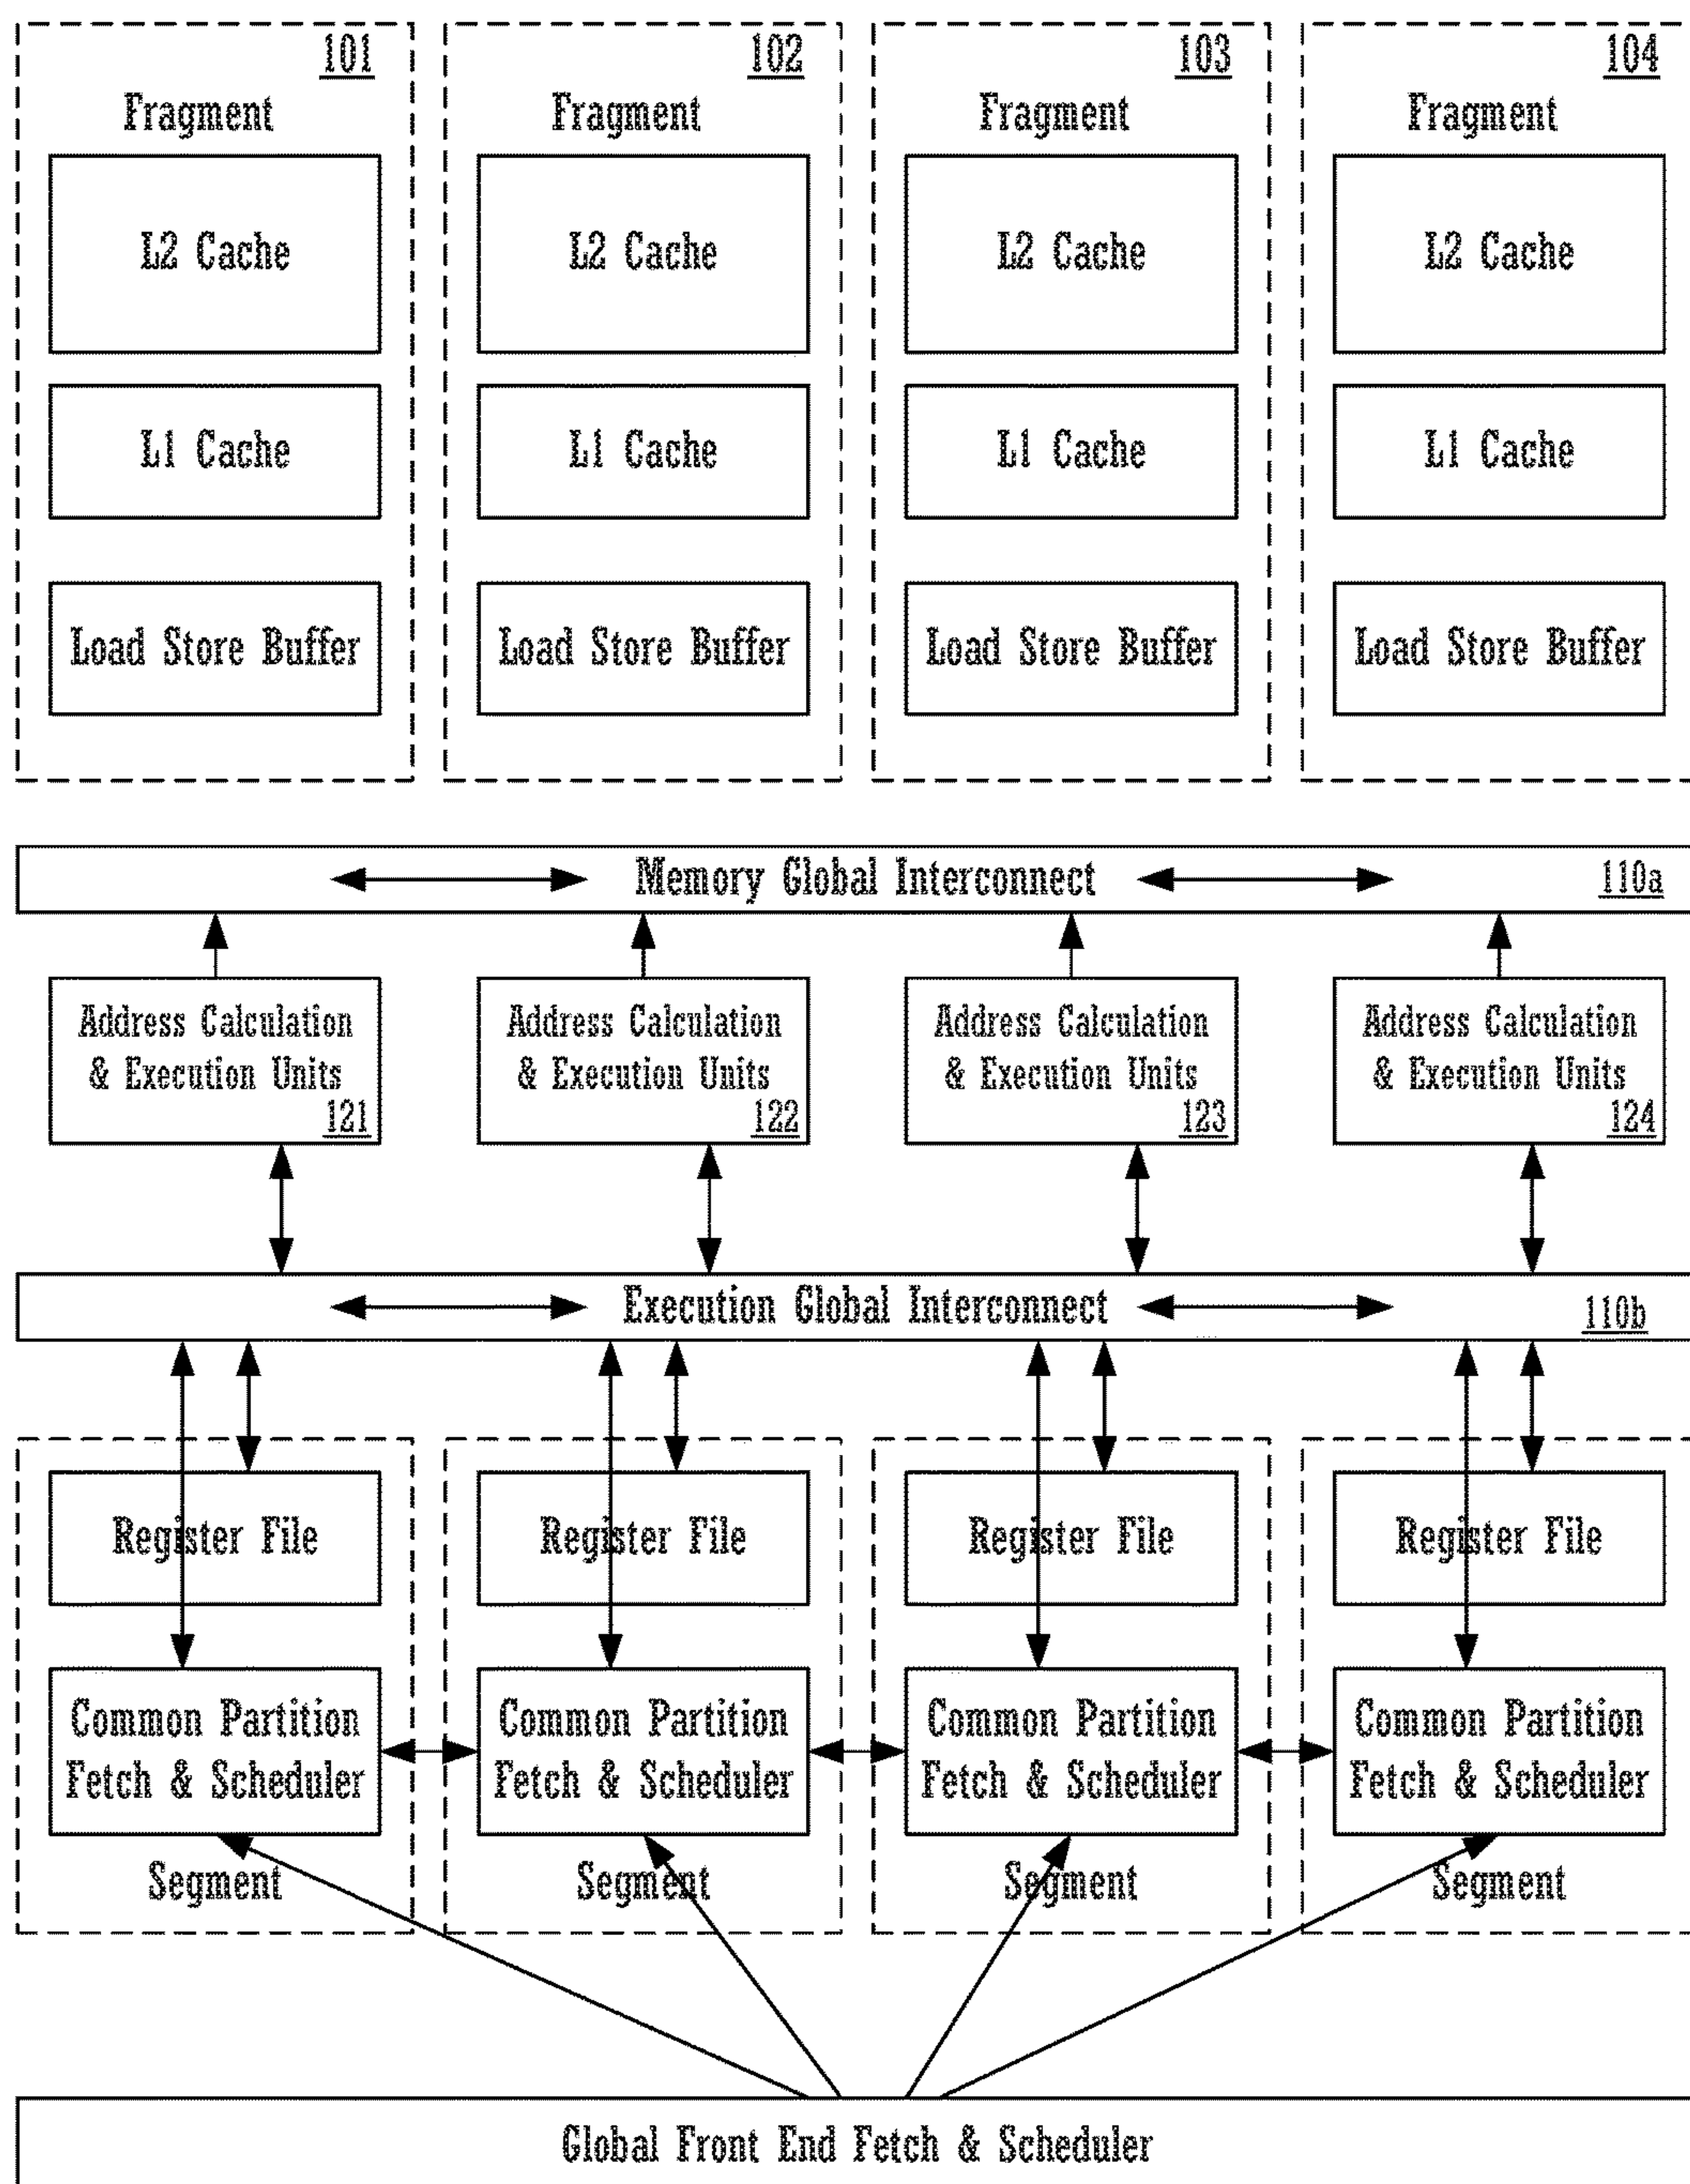 101
102
103
104
Fragment
Fragment
Fragment
Fragment
L2 Cache
L2 Cache
L2 Cache
L2 Cache
L1 Cache
L1 Cache
L1 Cache
L1 Cache
Load Store Buffer
Load Store Buffer
Load Store Buffer
Load Store Buffer
Memory Global Interconnect
110a
Address Calculation
& Execution Units
121
Address Calculation
& Execution Units
122
Address Calculation
& Execution Units
123
Address Calculation
& Execution Units
124
Execution Global Interconnect
110b
Register File
Register File
Register File
Register File
Common Partition
Fetch & Scheduler
Common Partition
Fetch & Scheduler
Common Partition
Fetch & Scheduler
Common Partition
Fetch & Scheduler
Segment
Segment
Segment
Segment
Global Front End Fetch & Scheduler